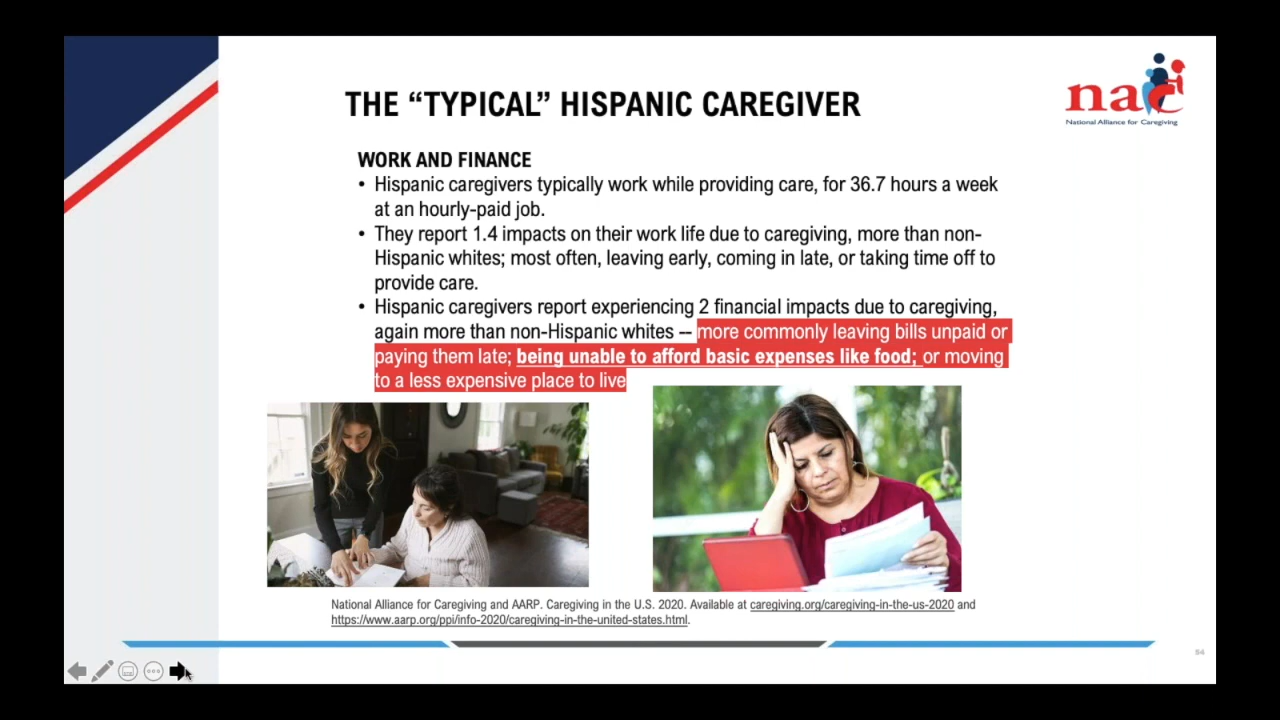 THE “TYPICAL” HISPANIC CAREGIVER
nac
National Alliance for Caregiving
WORK AND FINANCE
• Hispanic caregivers typically work while providing care, for 36.7 hours a week
at an hourly-paid job.
• They report 1.4 impacts on their work life due to caregiving, more than non-
Hispanic whites; most often, leaving early, coming in late, or taking time off to
provide care.
• Hispanic caregivers report experiencing 2 financial impacts due to caregiving,
again more than non-Hispanic whites -- more commonly leaving bills unpaid or
paying them late; being unable to afford basic expenses like food; or moving
to a less expensive place to live
National Alliance for Caregiving and AARP. Caregiving in the U.S. 2020. Available at caregiving.org/caregiving-in-the-us-2020 and
https://www.aarp.org/ppi/info-2020/caregiving-in-the-united-states.html.
54